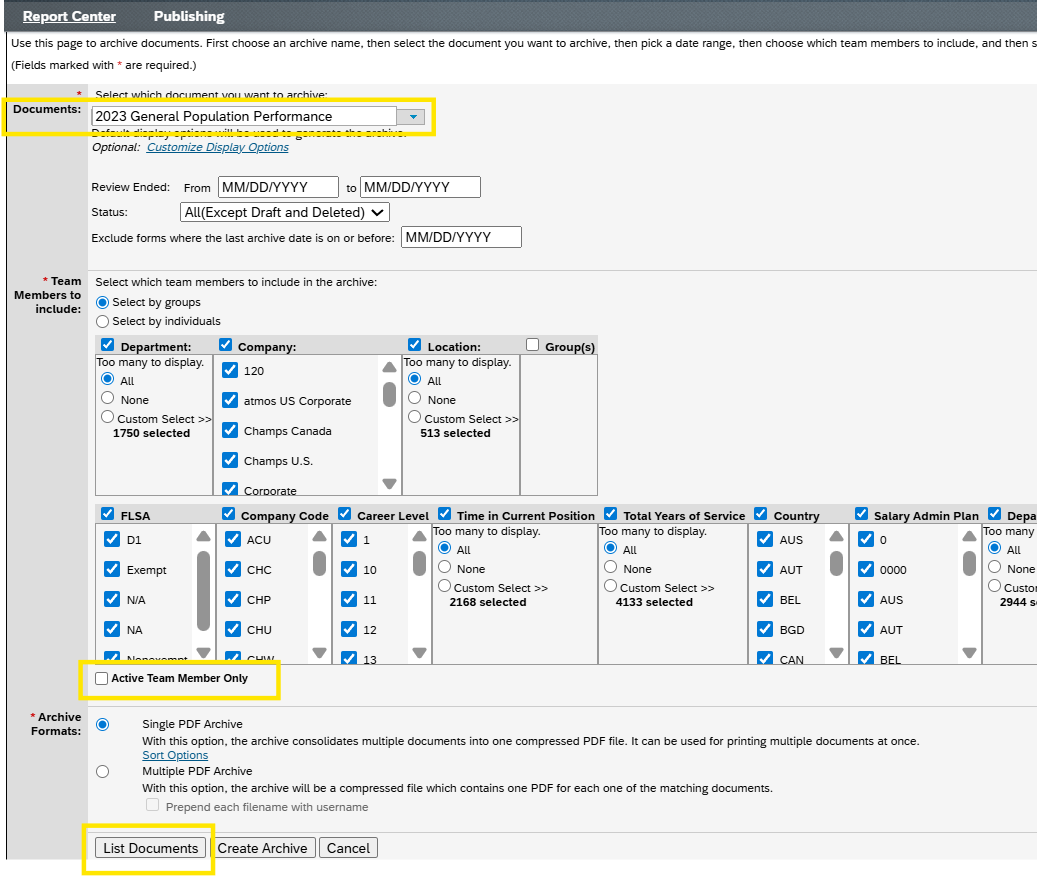 Report Center Publishing
Use this page to archive documents. First choose an archive name, then select the document you want to archive, then pick a date range, then choose which team members to include, and then s
(Fields marked with * are required.)
* Documents: Select which document you want to archive:
2023 General Population Performance
Default display options will be used to generate the archive.
Optional: Customize Display Options
Review Ended: From MM/DD/YYYY to MM/DD/YYYY
Status: All(Except Draft and Deleted)
Exclude forms where the last archive date is on or before: MM/DD/YYYY
* Team Members to include: Select which team members to include in the archive:
Select by groups
Select by individuals
Department: Company: Location: Group(s)
Too many to display. 120 Too many to display.
All All
None atmos US Corporate None
Custom Select >> Champs Canada Custom Select >>
1750 selected 513 selected
Champs U.S.
Corporate
FLSA Company Code Career Level Time in Current Position Total Years of Service Country Salary Admin Plan Depa
D1 ACU 1 Too many to display. Too many to display. AUS 0 Too many
All All All
Exempt CHC 10 None None AUT 0000 None
Custom Select >> Custom Select >> Custom
N/A CHP 11 2168 selected 4133 selected BEL AUS 2944 s
NA CHU 12 BGD AUT
Nonexempt CHW 13 CAN BEL
Active Team Member Only
* Archive Formats: Single PDF Archive
With this option, the archive consolidates multiple documents into one compressed PDF file. It can be used for printing multiple documents at once.
Sort Options
Multiple PDF Archive
With this option, the archive will be a compressed file which contains one PDF for each one of the matching documents.
Prepend each filename with username
List Documents Create Archive Cancel